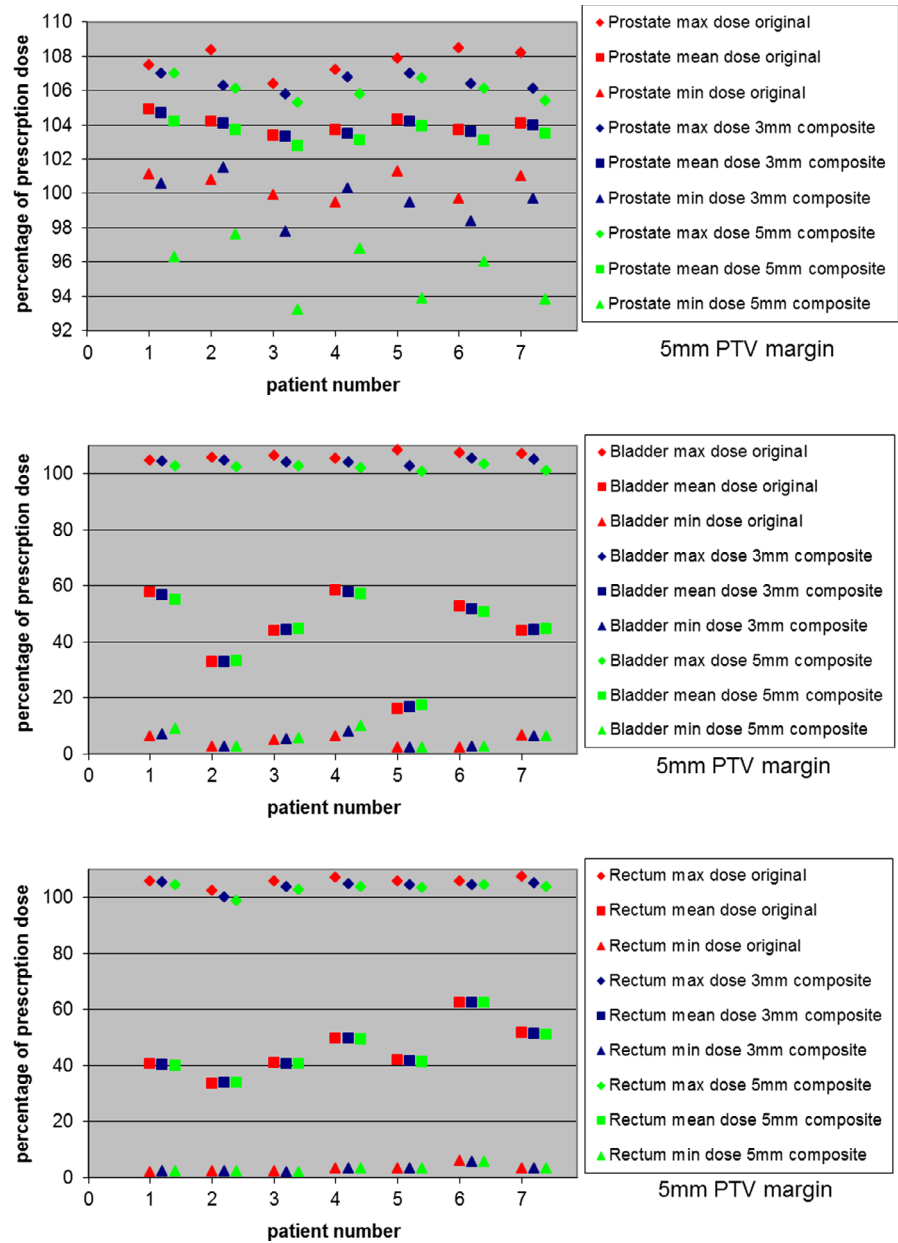 110
108
106
104
102
100
98
96
94
92
percentage of prescrption dose
0 1 2 3 4 5 6 7
patient number
Prostate max dose original
Prostate mean dose original
Prostate min dose original
Prostate max dose 3mm composite
Prostate mean dose 3mm composite
Prostate min dose 3mm composite
Prostate max dose 5mm composite
Prostate mean dose 5mm composite
Prostate min dose 5mm composite
5mm PTV margin
100
80
60
40
20
0
percentage of prescrption dose
0 1 2 3 4 5 6 7
patient number
Bladder max dose original
Bladder mean dose original
Bladder min dose original
Bladder max dose 3mm composite
Bladder mean dose 3mm composite
Bladder min dose 3mm composite
Bladder max dose 5mm composite
Bladder mean dose 5mm composite
Bladder min dose 5mm composite
5mm PTV margin
100
80
60
40
20
0
percentage of prescrption dose
0 1 2 3 4 5 6 7
patient number
Rectum max dose original
Rectum mean dose original
Rectum min dose original
Rectum max dose 3mm composite
Rectum mean dose 3mm composite
Rectum min dose 3mm composite
Rectum max dose 5mm composite
Rectum mean dose 5mm composite
Rectum min dose 5mm composite
5mm PTV margin